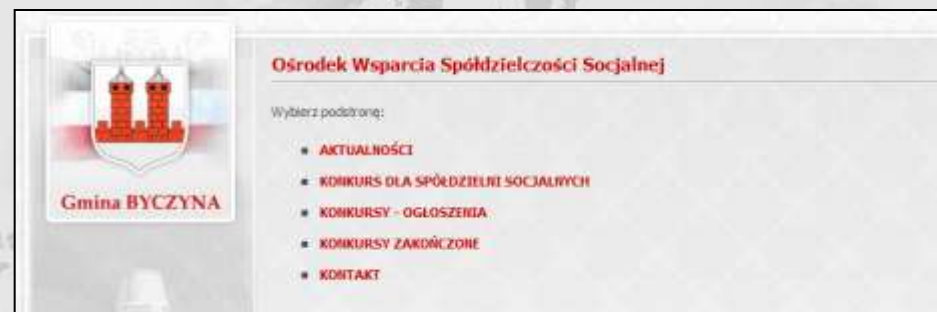 Ośrodek Wsparcia Spółdzielczości Socjalnej
Wybierz podstronę:
AKTUALNOŚCI
KONKURS DLA SPÓŁDZIELNI SOCJALNYCH
Gmina BYCZYNA
KONKURSY - OGŁOSZENIA
KONKURSY ZAKOŃCZONE
KONTAKT